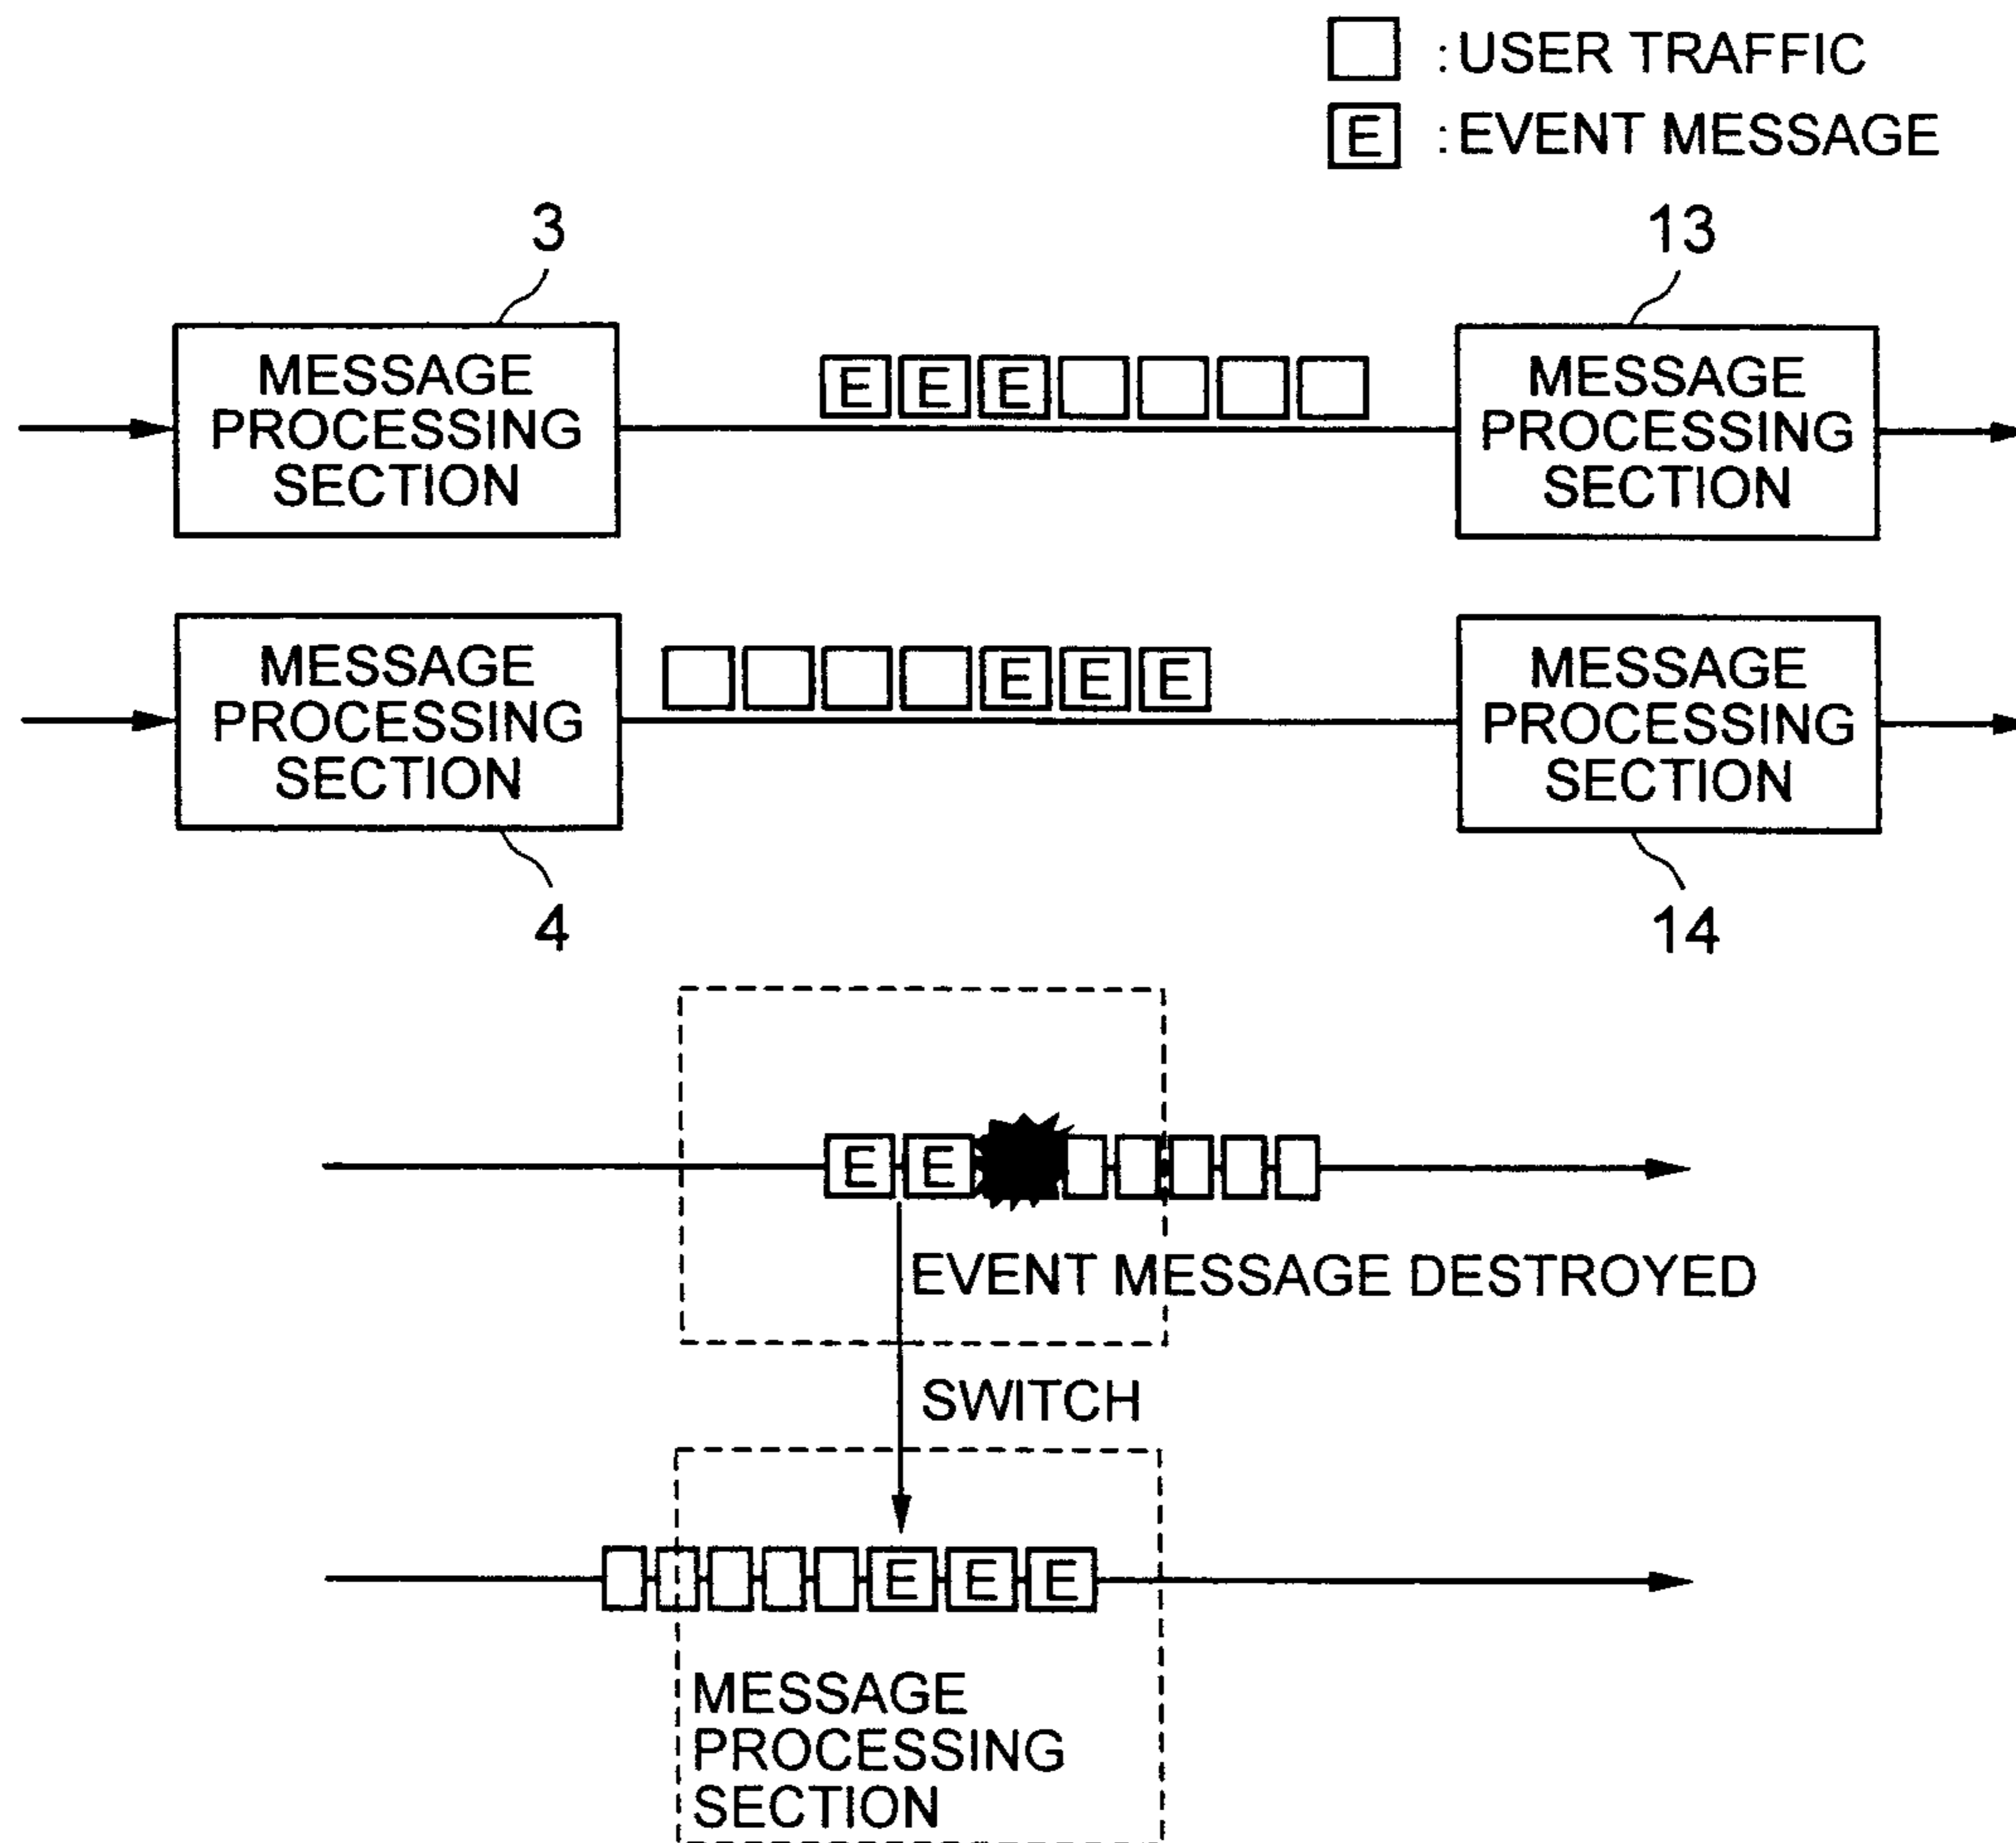 : USER TRAFFIC
E : EVENT MESSAGE
3
13
MESSAGE
PROCESSING
SECTION
E E E
MESSAGE
PROCESSING
SECTION
MESSAGE
PROCESSING
SECTION
E E E
MESSAGE
PROCESSING
SECTION
4
14
E E
EVENT MESSAGE DESTROYED
SWITCH
E E E
MESSAGE
PROCESSING
SECTION